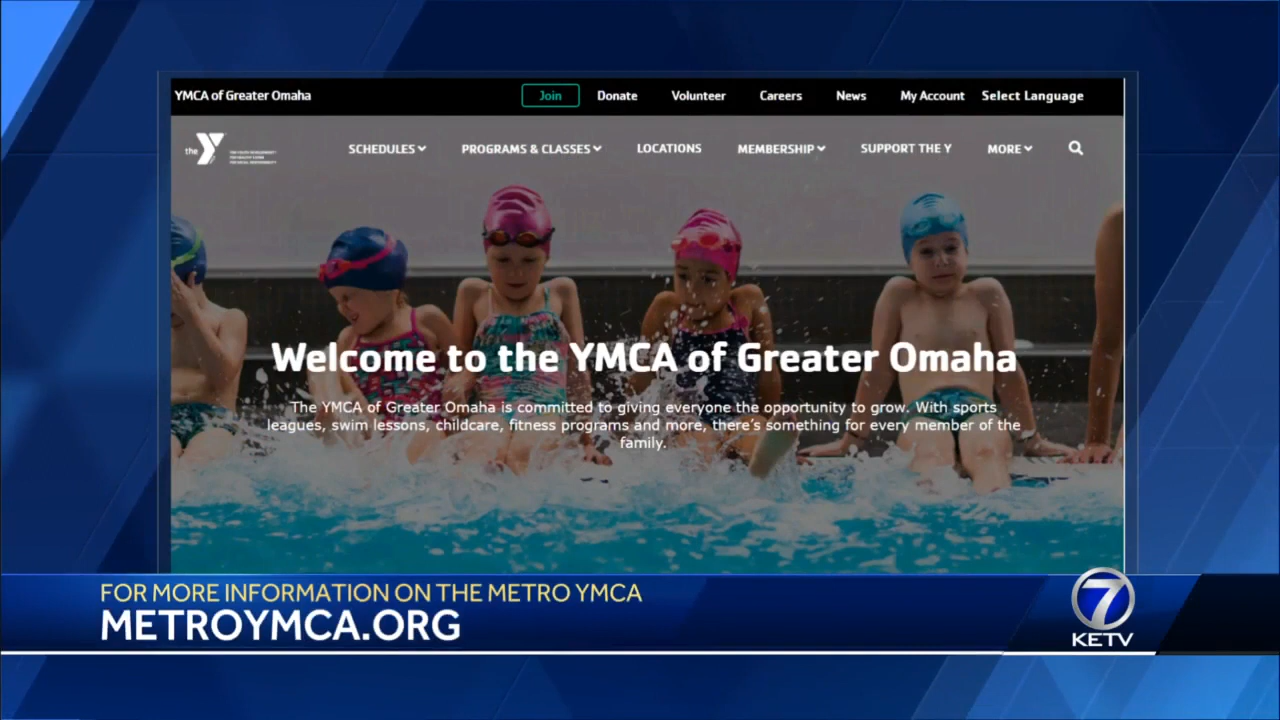 YMCA of Greater Omaha
Join Donate Volunteer Careers News My Account Select Language
the Y
SCHEDULES PROGRAMS & CLASSES LOCATIONS MEMBERSHIP SUPPORT THE Y MORE
Welcome to the YMCA of Greater Omaha
The YMCA of Greater Omaha is committed to giving everyone the opportunity to grow. With sports
leagues, swim lessons, childcare, fitness programs and more, there's something for every member of the
family.
FOR MORE INFORMATION ON THE METRO YMCA
METROYMCA.ORG
7
KETV